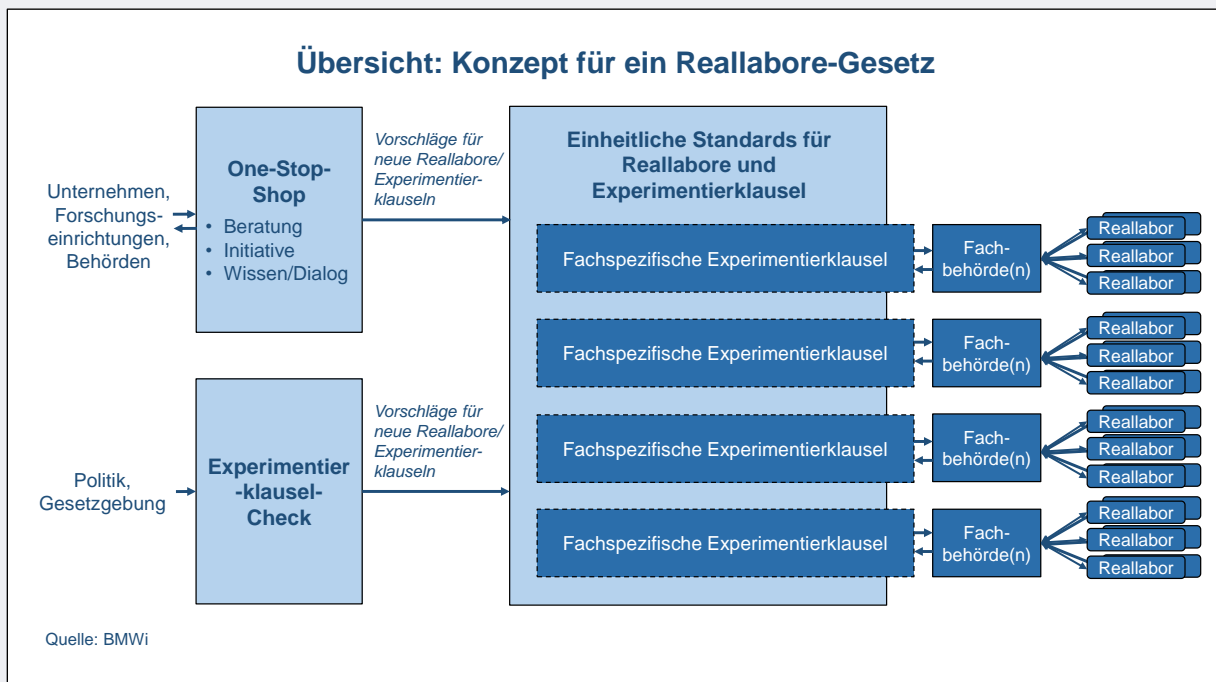 Übersicht: Konzept für ein Reallabore-Gesetz
Unternehmen,
Forschungs-
einrichtungen,
Behörden
One-Stop-
Shop
• Beratung
• Initiative
• Wissen/Dialog
Vorschläge für
neue Reallabore/
Experimentier-
klauseln
Politik,
Gesetzgebung
Experimentier
-klausel-
Check
Vorschläge für
neue Reallabore/
Experimentier-
klauseln
Einheitliche Standards für
Reallabore und
Experimentierklausel
Fachspezifische Experimentierklausel
Fach-
behörde(n)
Reallabor
Reallabor
Reallabor
Fachspezifische Experimentierklausel
Fach-
behörde(n)
Reallabor
Reallabor
Reallabor
Fachspezifische Experimentierklausel
Fach-
behörde(n)
Reallabor
Reallabor
Reallabor
Fachspezifische Experimentierklausel
Fach-
behörde(n)
Reallabor
Reallabor
Reallabor
Quelle: BMWi